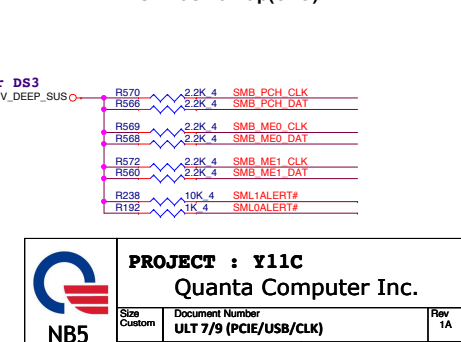 r DS3
V_DEEP_SUS
R570 2.2K_4 SMB_PCH_CLK
R566 2.2K_4 SMB_PCH_DAT
R569 2.2K_4 SMB_ME0_CLK
R568 2.2K_4 SMB_ME0_DAT
R572 2.2K_4 SMB_ME1_CLK
R560 2.2K_4 SMB_ME1_DAT
R238 10K_4 SML1ALERT#
R192 1K_4 SML0ALERT#
PROJECT : Y11C
Quanta Computer Inc.
NB5
Size
Custom
Document Number
ULT 7/9 (PCIE/USB/CLK)
Rev
1A